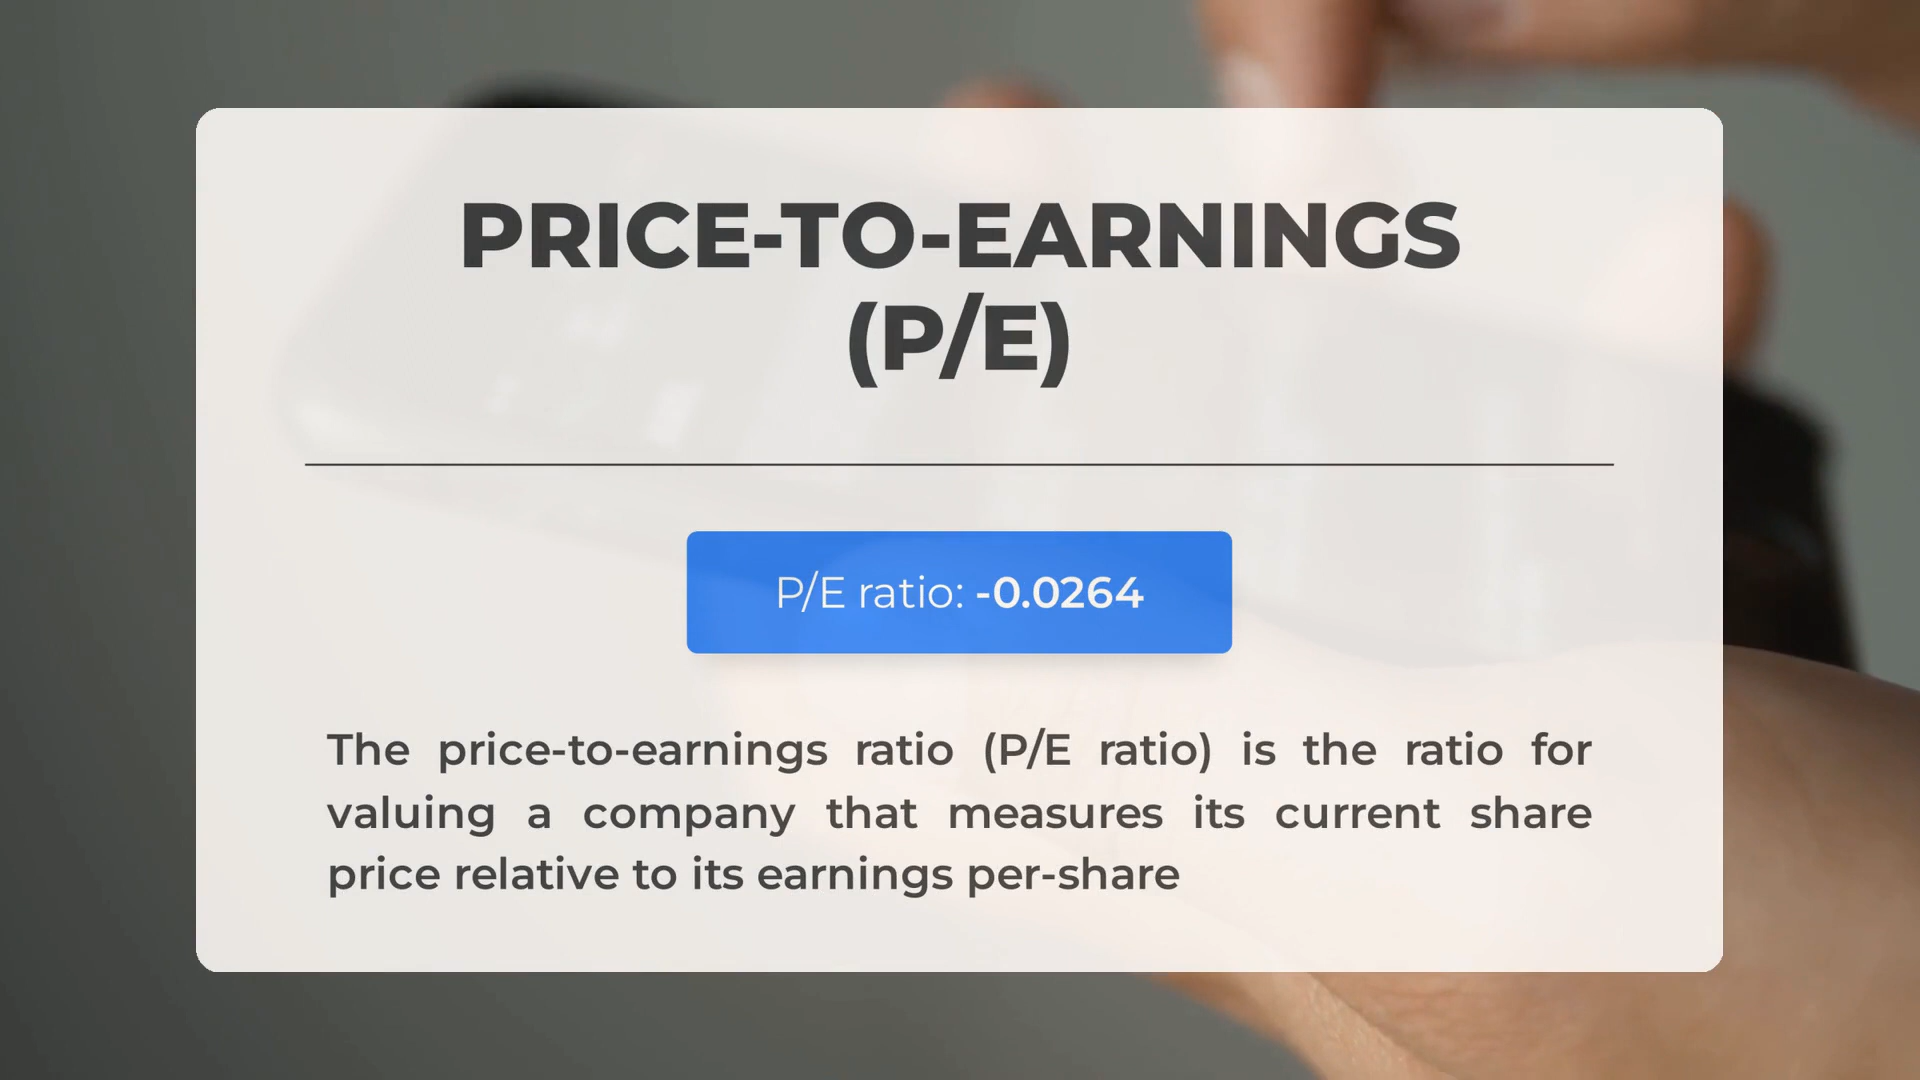 PRICE-TO-EARNINGS
(P/E)
P/E ratio: -0.0264
The price-to-earnings ratio (P/E ratio) is the ratio for
valuing a company that measures its current share
price relative to its earnings per-share